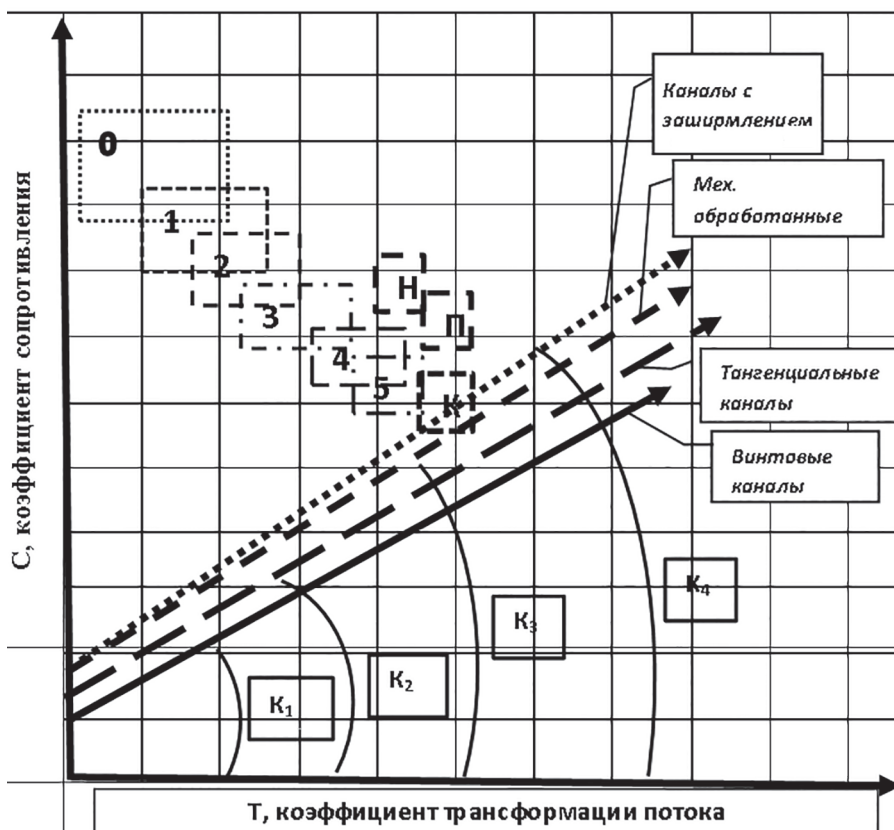 С, коэффициент сопротивления
0
1
2
3
4
5
Н
П
К
Каналы с
заширмлением
Мех.
обработанные
Тангенциальные
каналы
Винтовые
каналы
К₁
К₂
К₃
К₄
Т, коэффициент трансформации потока